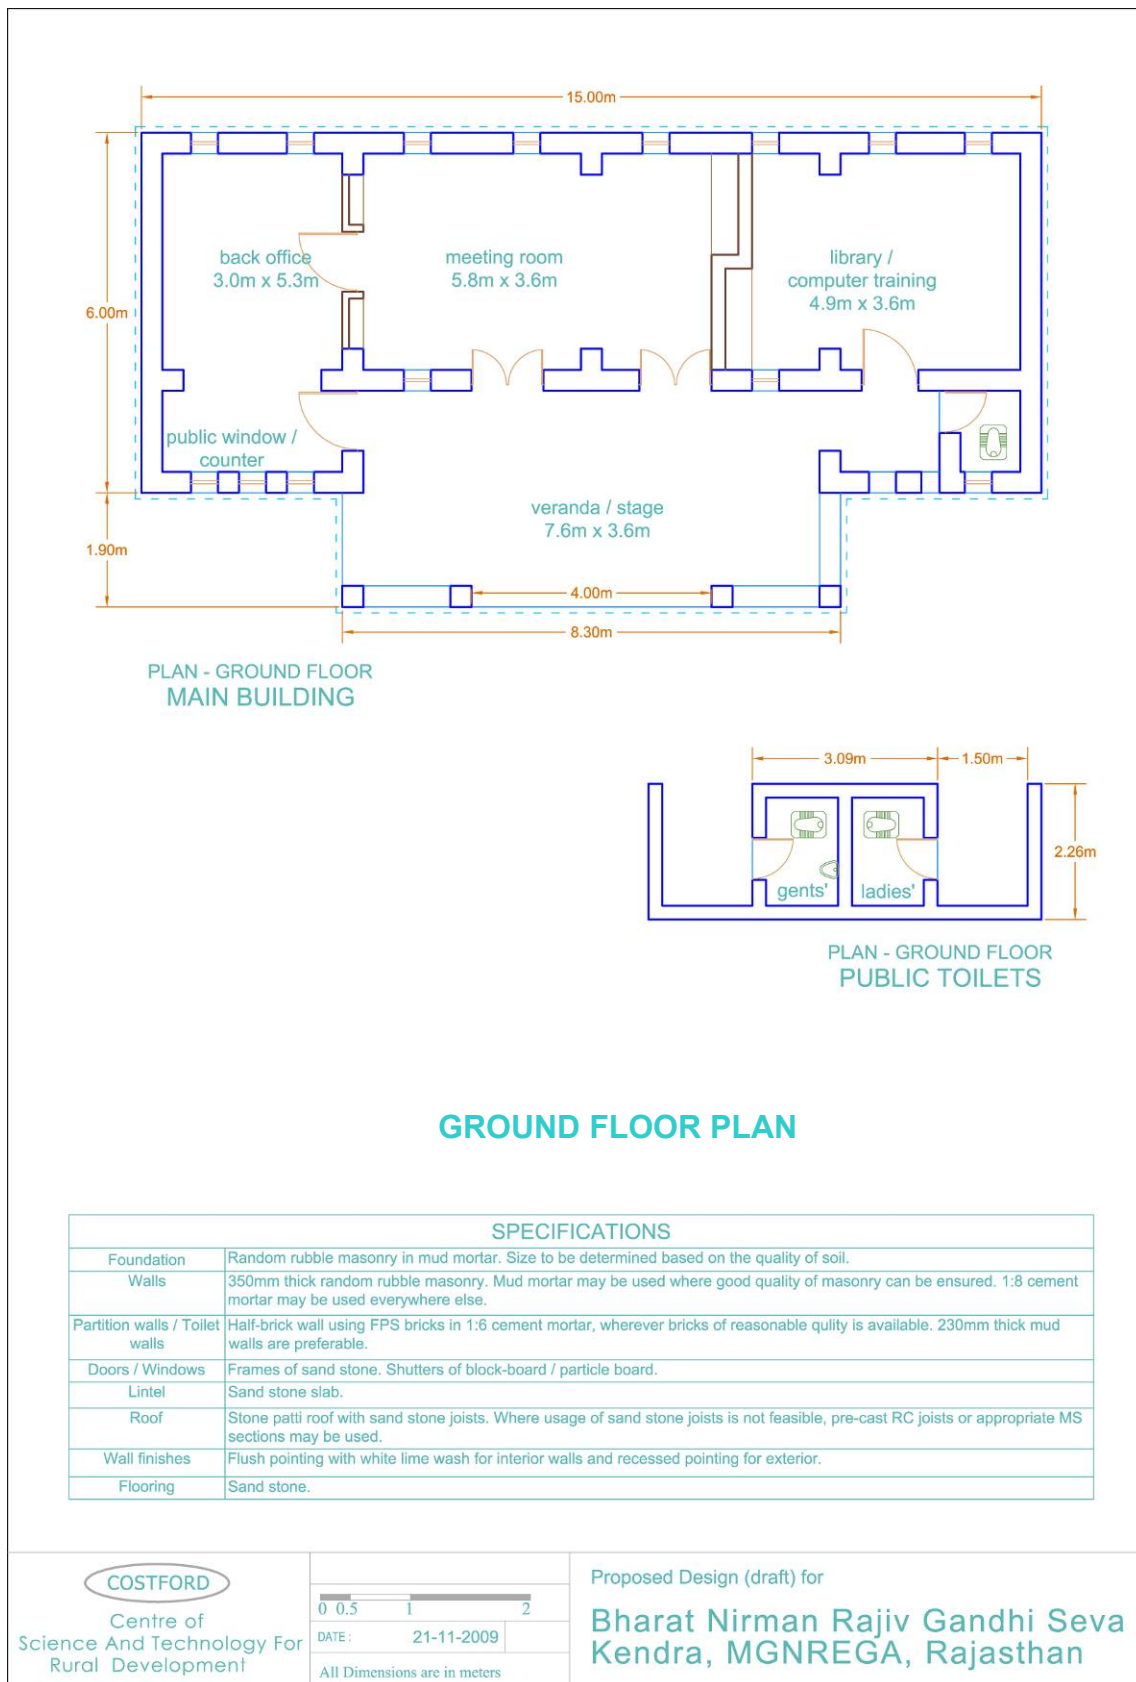 15.00m
6.00m
back office
3.0m x 5.3m
meeting room
5.8m x 3.6m
library /
computer training
4.9m x 3.6m
public window /
counter
veranda / stage
7.6m x 3.6m
1.90m
4.00m
8.30m
PLAN - GROUND FLOOR
MAIN BUILDING
3.09m
1.50m
2.26m
gents'
ladies'
PLAN - GROUND FLOOR
PUBLIC TOILETS
GROUND FLOOR PLAN
SPECIFICATIONS
Foundation
Random rubble masonry in mud mortar. Size to be determined based on the quality of soil.
Walls
350mm thick random rubble masonry. Mud mortar may be used where good quality of masonry can be ensured. 1:8 cement
mortar may be used everywhere else.
Partition walls / Toilet
walls
Half-brick wall using FPS bricks in 1:6 cement mortar, wherever bricks of reasonable qulity is available. 230mm thick mud
walls are preferable.
Doors / Windows
Frames of sand stone. Shutters of block-board / particle board.
Lintel
Sand stone slab.
Roof
Stone patti roof with sand stone joists. Where usage of sand stone joists is not feasible, pre-cast RC joists or appropriate MS
sections may be used.
Wall finishes
Flush pointing with white lime wash for interior walls and recessed pointing for exterior.
Flooring
Sand stone.
COSTFORD
Centre of
Science And Technology For
Rural Development
0 0.5 1 2
DATE : 21-11-2009
All Dimensions are in meters
Proposed Design (draft) for
Bharat Nirman Rajiv Gandhi Seva
Kendra, MGNREGA, Rajasthan